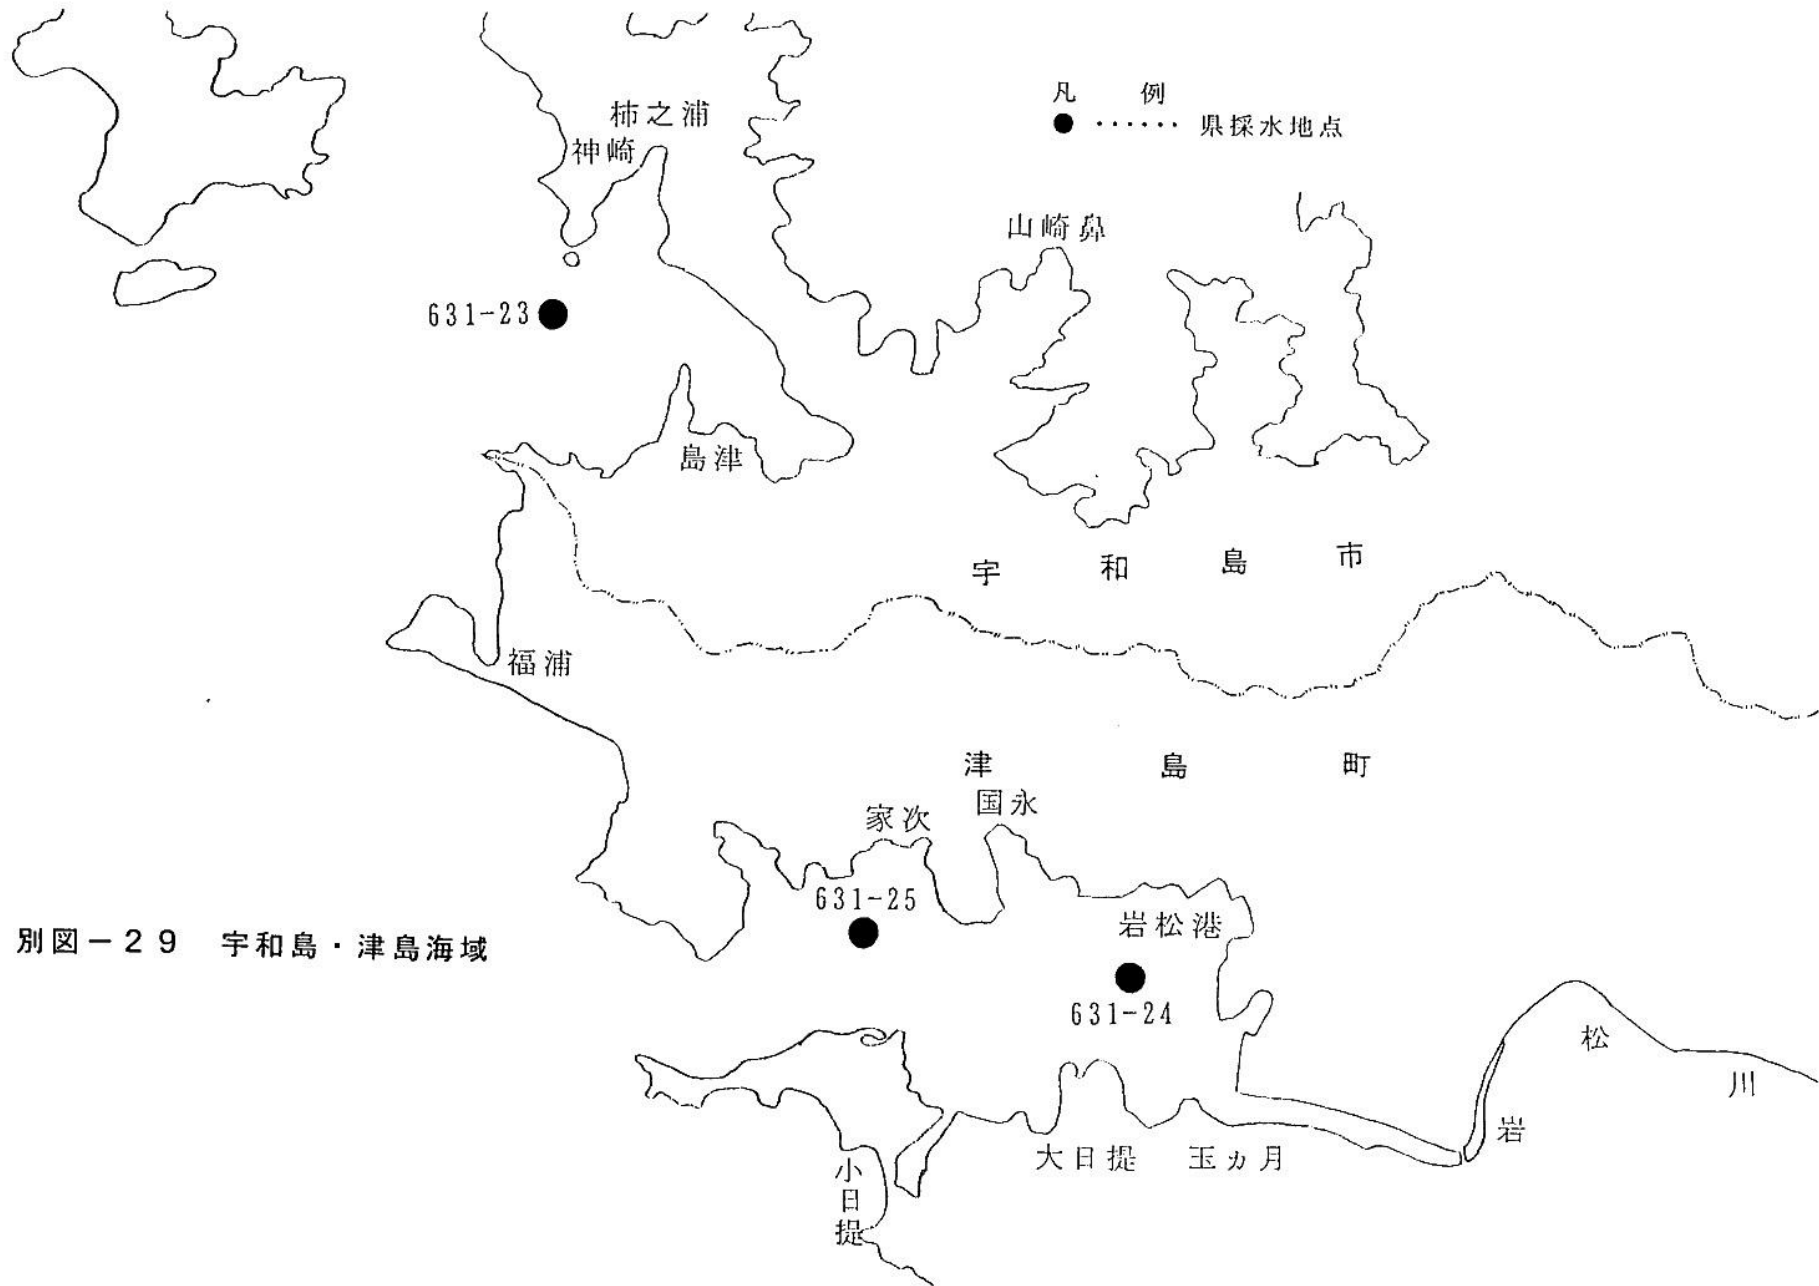 凡 例
● ‥‥‥ 県採水地点
柿之浦
神崎
山崎鼻
631-23
島津
宇和島市
福浦
津島町
国永
家次
631-25
岩松港
別図－29 宇和島・津島海域
631-24
松
川
岩
大日提 玉ヵ月
小日提